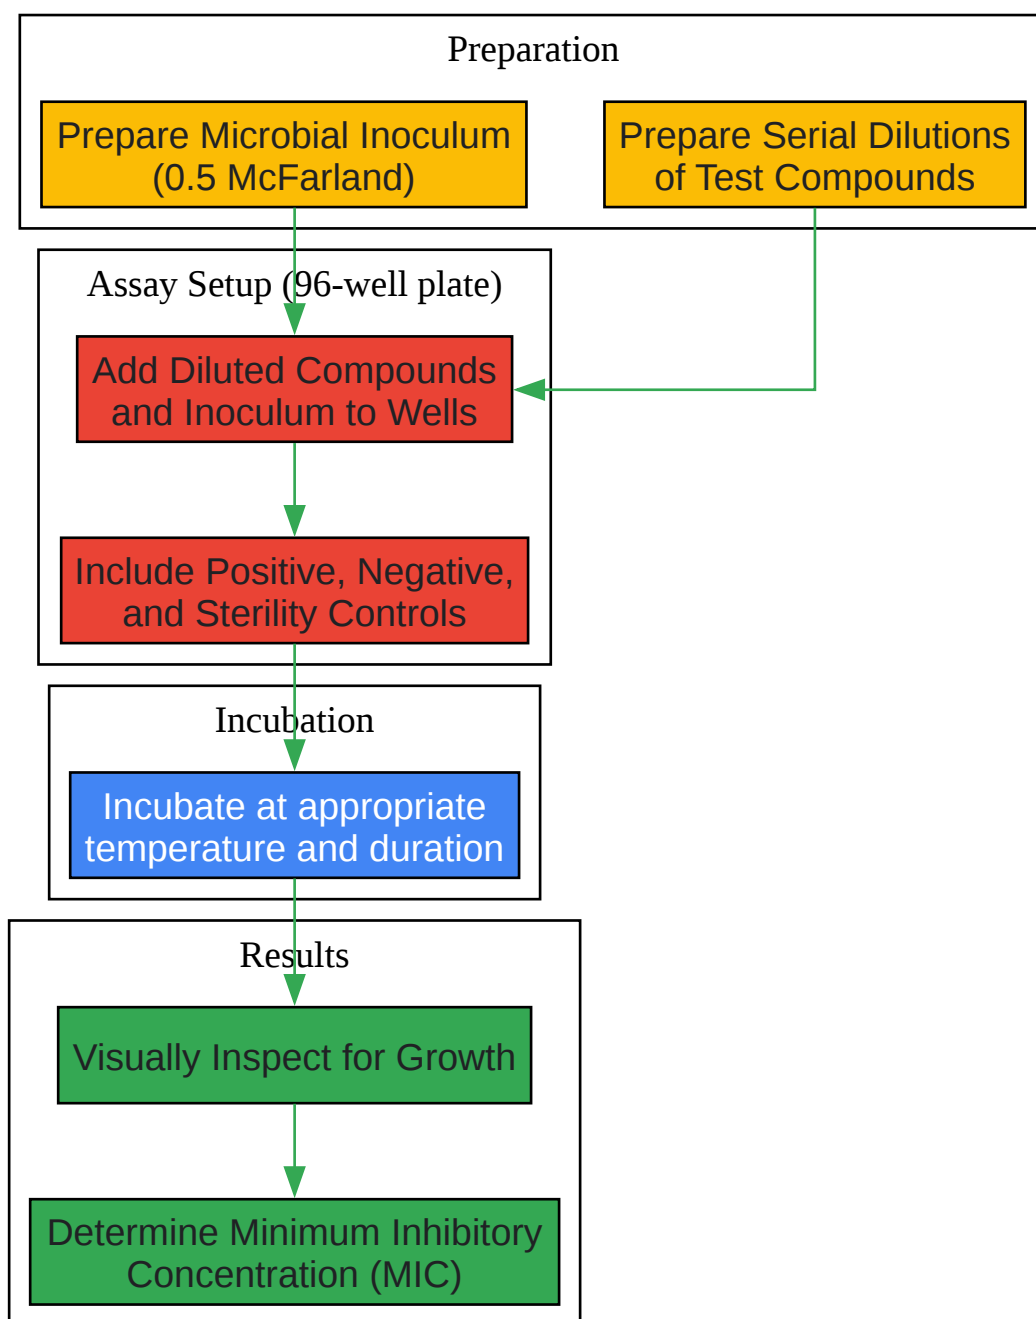 Preparation
Prepare Microbial Inoculum
(0.5 McFarland)
Prepare Serial Dilutions
of Test Compounds
Assay Setup (96-well plate)
Add Diluted Compounds
and Inoculum to Wells
Include Positive, Negative,
and Sterility Controls
Incubation
Incubate at appropriate
temperature and duration
Results
Visually Inspect for Growth
Determine Minimum Inhibitory
Concentration (MIC)